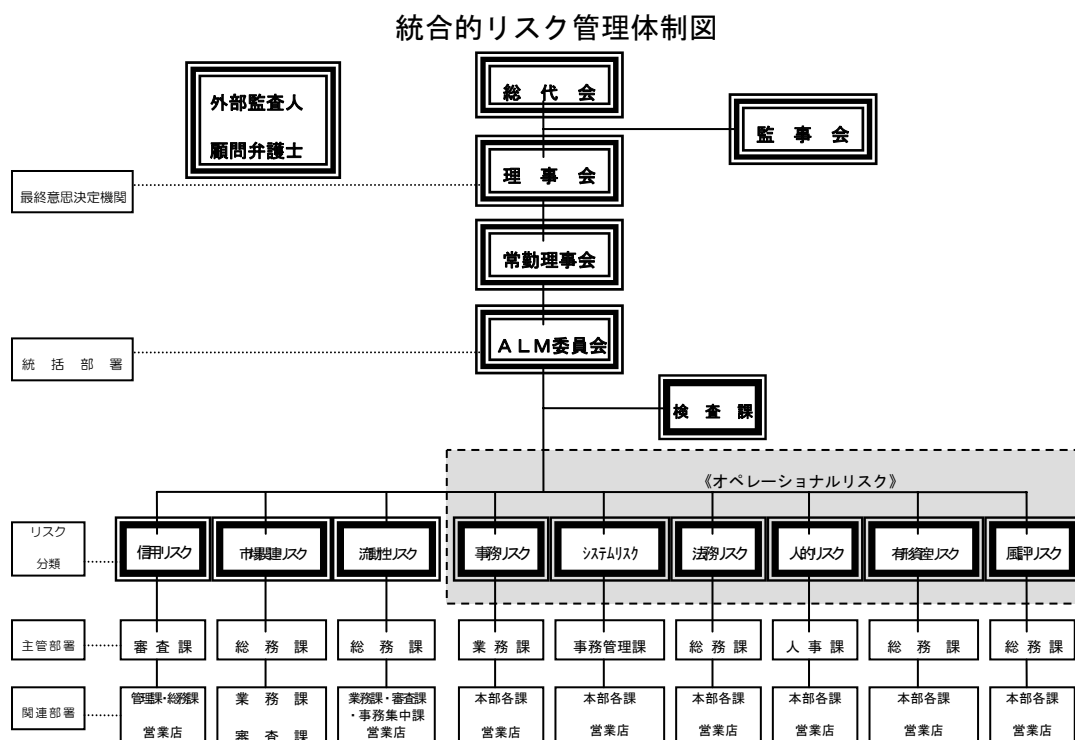 統合的リスク管理体制図
外部監査人
顧問弁護士
総 代 会
監 事 会
理 事 会
最終意思決定機関
常勤理事会
ALM委員会
統 括 部 署
検 査 課
《オペレーショナルリスク》
リスク
分類
信用リスク
市場関連リスク
流動性リスク
事務リスク
システムリスク
法務リスク
人的リスク
有形資産リスク
風評リスク
主管部署
審 査 課
総 務 課
総 務 課
業 務 課
事務管理課
総 務 課
人 事 課
総 務 課
総 務 課
関連部署
管理課・総務課
営業店
業 務 課
審 査 課
業務課・審査課
・事務集中課
営業店
本部各課
営業店
本部各課
営業店
本部各課
営業店
本部各課
営業店
本部各課
営業店
本部各課
営業店